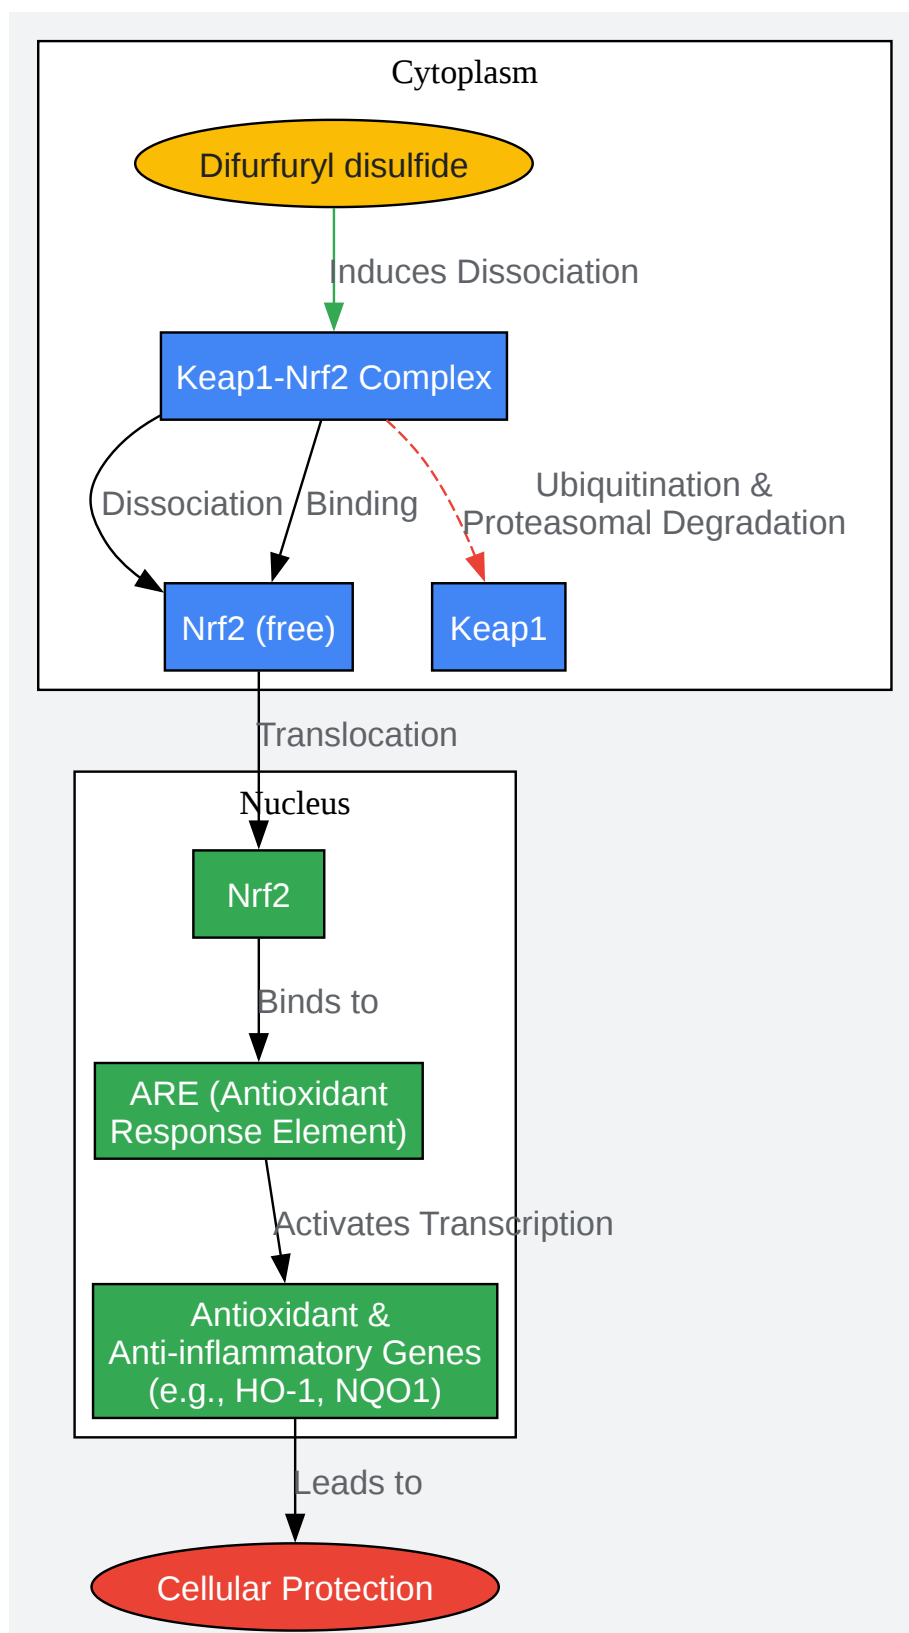 Cytoplasm
Difurfuryl disulfide
Induces Dissociation
Keap1-Nrf2 Complex
Dissociation
Binding
Ubiquitination &
Proteasomal Degradation
Nrf2 (free)
Keap1
Translocation
Nucleus
Nrf2
Binds to
ARE (Antioxidant
Response Element)
Activates Transcription
Antioxidant &
Anti-inflammatory Genes
(e.g., HO-1, NQO1)
Leads to
Cellular Protection